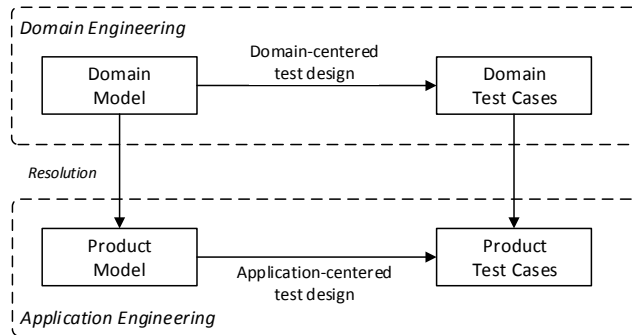 Domain Engineering
Domain-centered
test design
Domain
Model
Domain
Test Cases
Resolution
Product
Model
Product
Test Cases
Application-centered
test design
Application Engineering